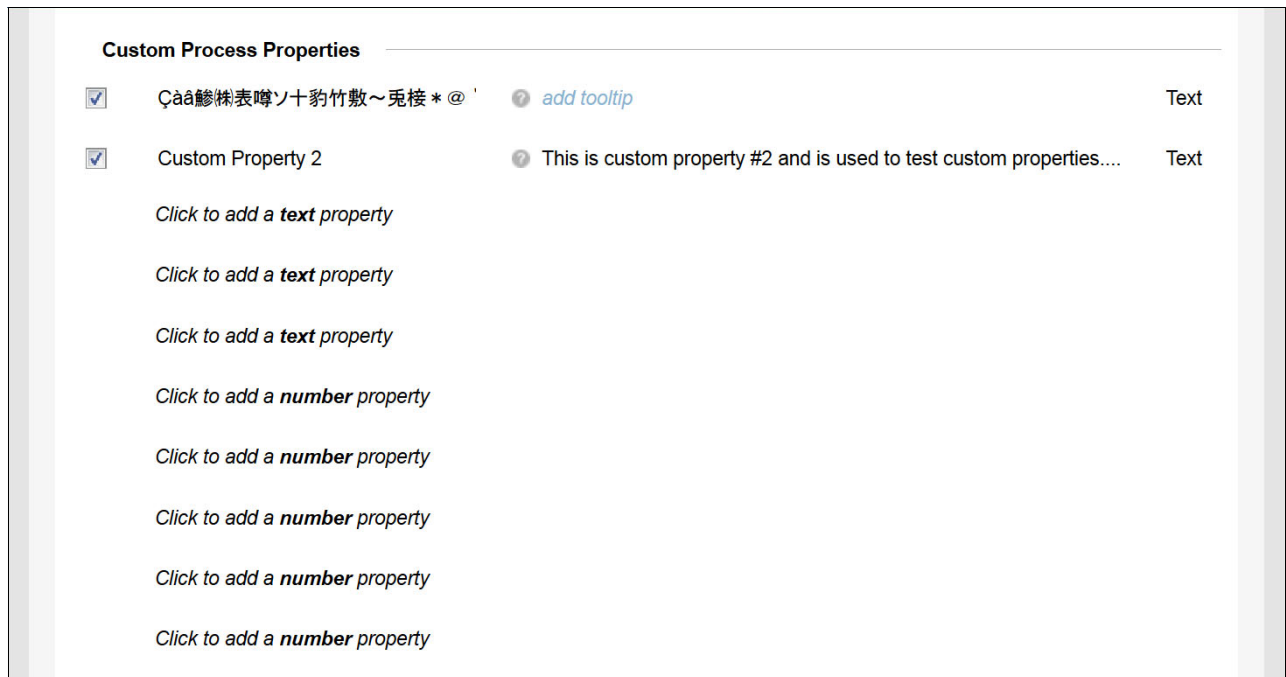 Custom Process Properties
Çàâ鯵㈱表噂ソ十豹竹敷～兎接＊＠＇ add tooltip Text
Custom Property 2 This is custom property #2 and is used to test custom properties.... Text
Click to add a text property
Click to add a text property
Click to add a text property
Click to add a number property
Click to add a number property
Click to add a number property
Click to add a number property
Click to add a number property